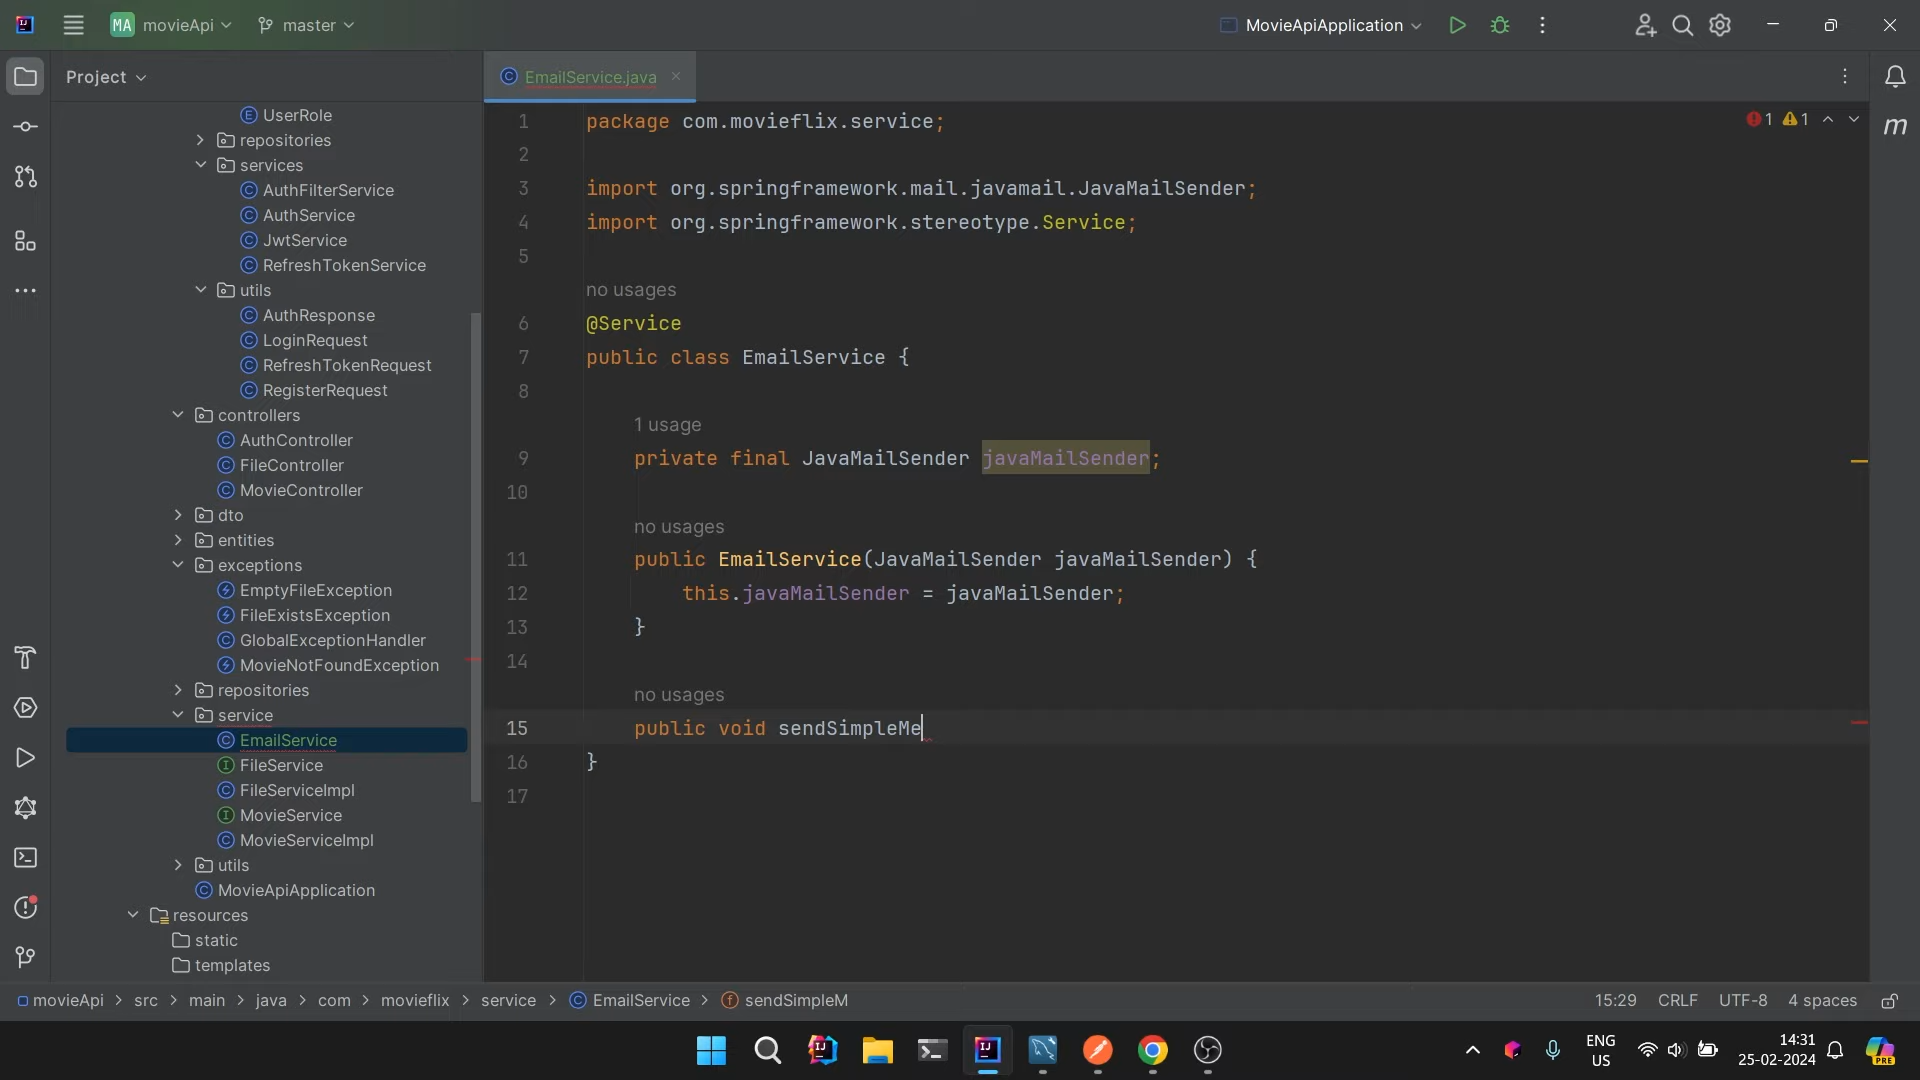 MA movieApi master MovieApiApplication
Project
EmailService.java
UserRole
repositories
services
AuthFilterService
AuthService
JwtService
RefreshTokenService
utils
AuthResponse
LoginRequest
RefreshTokenRequest
RegisterRequest
controllers
AuthController
FileController
MovieController
dto
entities
exceptions
EmptyFileException
FileExistsException
GlobalExceptionHandler
MovieNotFoundException
repositories
service
EmailService
FileService
FileServiceImpl
MovieService
MovieServiceImpl
utils
MovieApiApplication
resources
static
templates
1 package com.movieflix.service;
1 1
2
3 import org.springframework.mail.javamail.JavaMailSender;
4 import org.springframework.stereotype.Service;
5
no usages
6 @Service
7 public class EmailService {
8
1 usage
9 private final JavaMailSender javaMailSender;
10
no usages
11 public EmailService(JavaMailSender javaMailSender) {
12 this.javaMailSender = javaMailSender;
13 }
14
no usages
15 public void sendSimpleMe
16 }
17
m
movieApi > src > main > java > com > movieflix > service > EmailService > sendSimpleM
15:29 CRLF UTF-8 4 spaces
ENG
US
14:31
25-02-2024
PRE